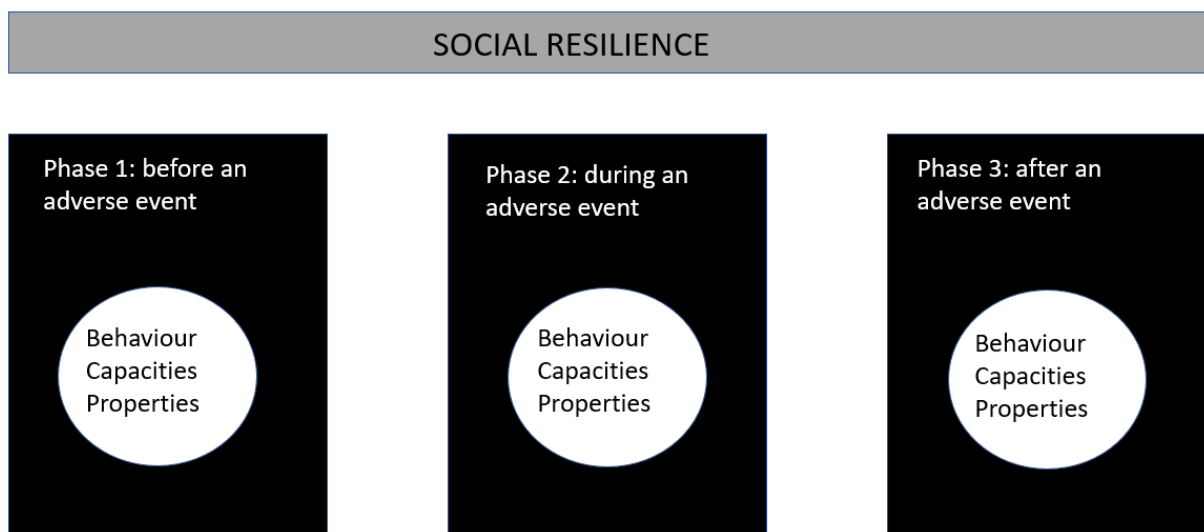 SOCIAL RESILIENCE
Phase 1: before an
adverse event
Behaviour
Capacities
Properties
Phase 2: during an
adverse event
Behaviour
Capacities
Properties
Phase 3: after an
adverse event
Behaviour
Capacities
Properties